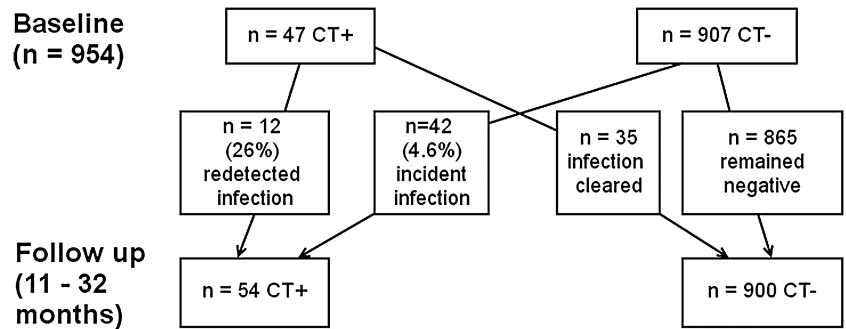 Baseline
(n = 954)
n = 47 CT+
n = 907 CT-
n = 12
(26%)
redetected
infection
n=42
(4.6%)
incident
infection
n = 35
infection
cleared
n = 865
remained
negative
Follow up
(11 - 32
months)
n = 54 CT+
n = 900 CT-